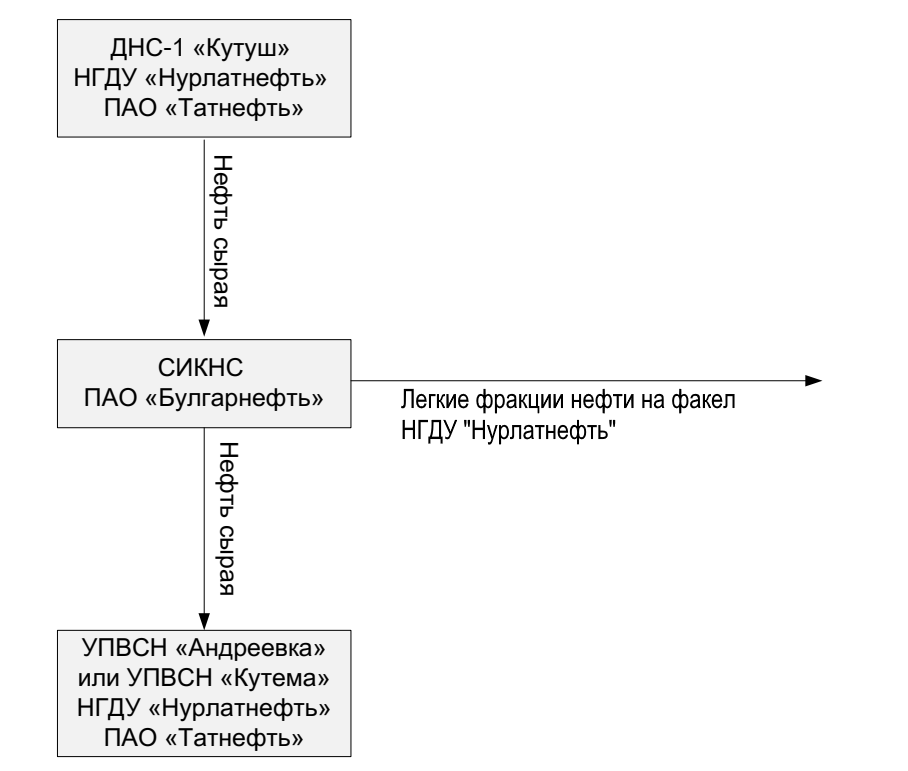 ДНС-1 «Кутуш»
НГДУ «Нурлатнефть»
ПАО «Татнефть»
Нефть сырая
СИКНС
ПАО «Булгарнефть»
Легкие фракции нефти на факел
НГДУ "Нурлатнефть"
Нефть сырая
УПВСН «Андреевка»
или УПВСН «Кутема»
НГДУ «Нурлатнефть»
ПАО «Татнефть»